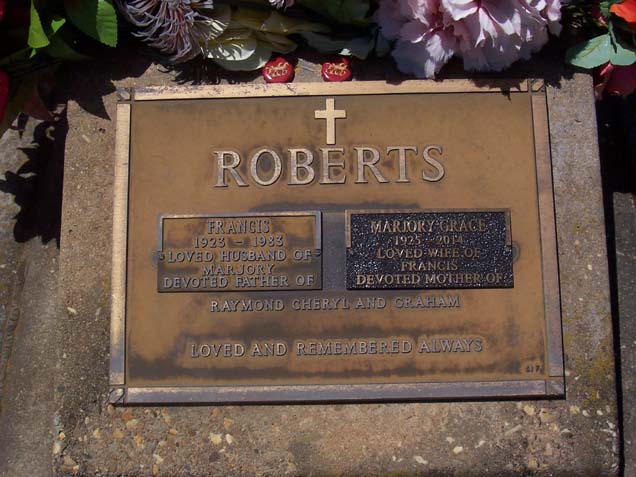 ROBERTS
FRANCIS
1923 - 1983
LOVED HUSBAND OF
MARJORY
DEVOTED FATHER OF
MARJORY GRACE
1925 - 2014
LOVED WIFE OF
FRANCIS
DEVOTED MOTHER OF
RAYMOND CHERYL AND GRAHAM
LOVED AND REMEMBERED ALWAYS